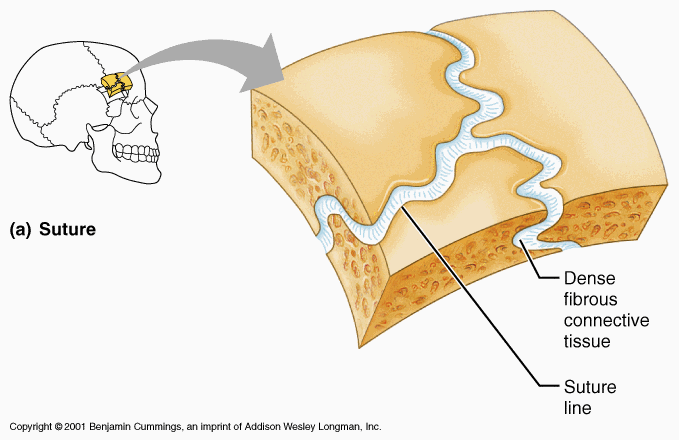 (a) Suture
Dense
fibrous
connective
tissue
Suture
line
Copyright © 2001 Benjamin Cummings, an imprint of Addison Wesley Longman, Inc.